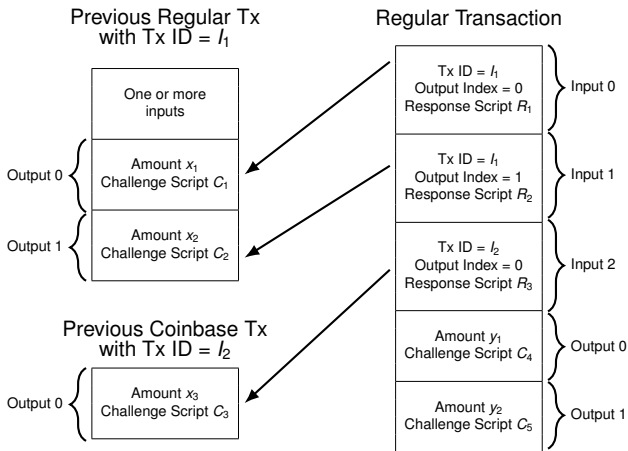 Previous Regular Tx
with Tx ID = I₁
One or more
inputs
Output 0
Amount x₁
Challenge Script C₁
Output 1
Amount x₂
Challenge Script C₂
Previous Coinbase Tx
with Tx ID = I₂
Output 0
Amount x₃
Challenge Script C₃
Regular Transaction
Tx ID = I₁
Output Index = 0
Response Script R₁
Input 0
Tx ID = I₁
Output Index = 1
Response Script R₂
Input 1
Tx ID = I₂
Output Index = 0
Response Script R₃
Input 2
Amount y₁
Challenge Script C₄
Output 0
Amount y₂
Challenge Script C₅
Output 1